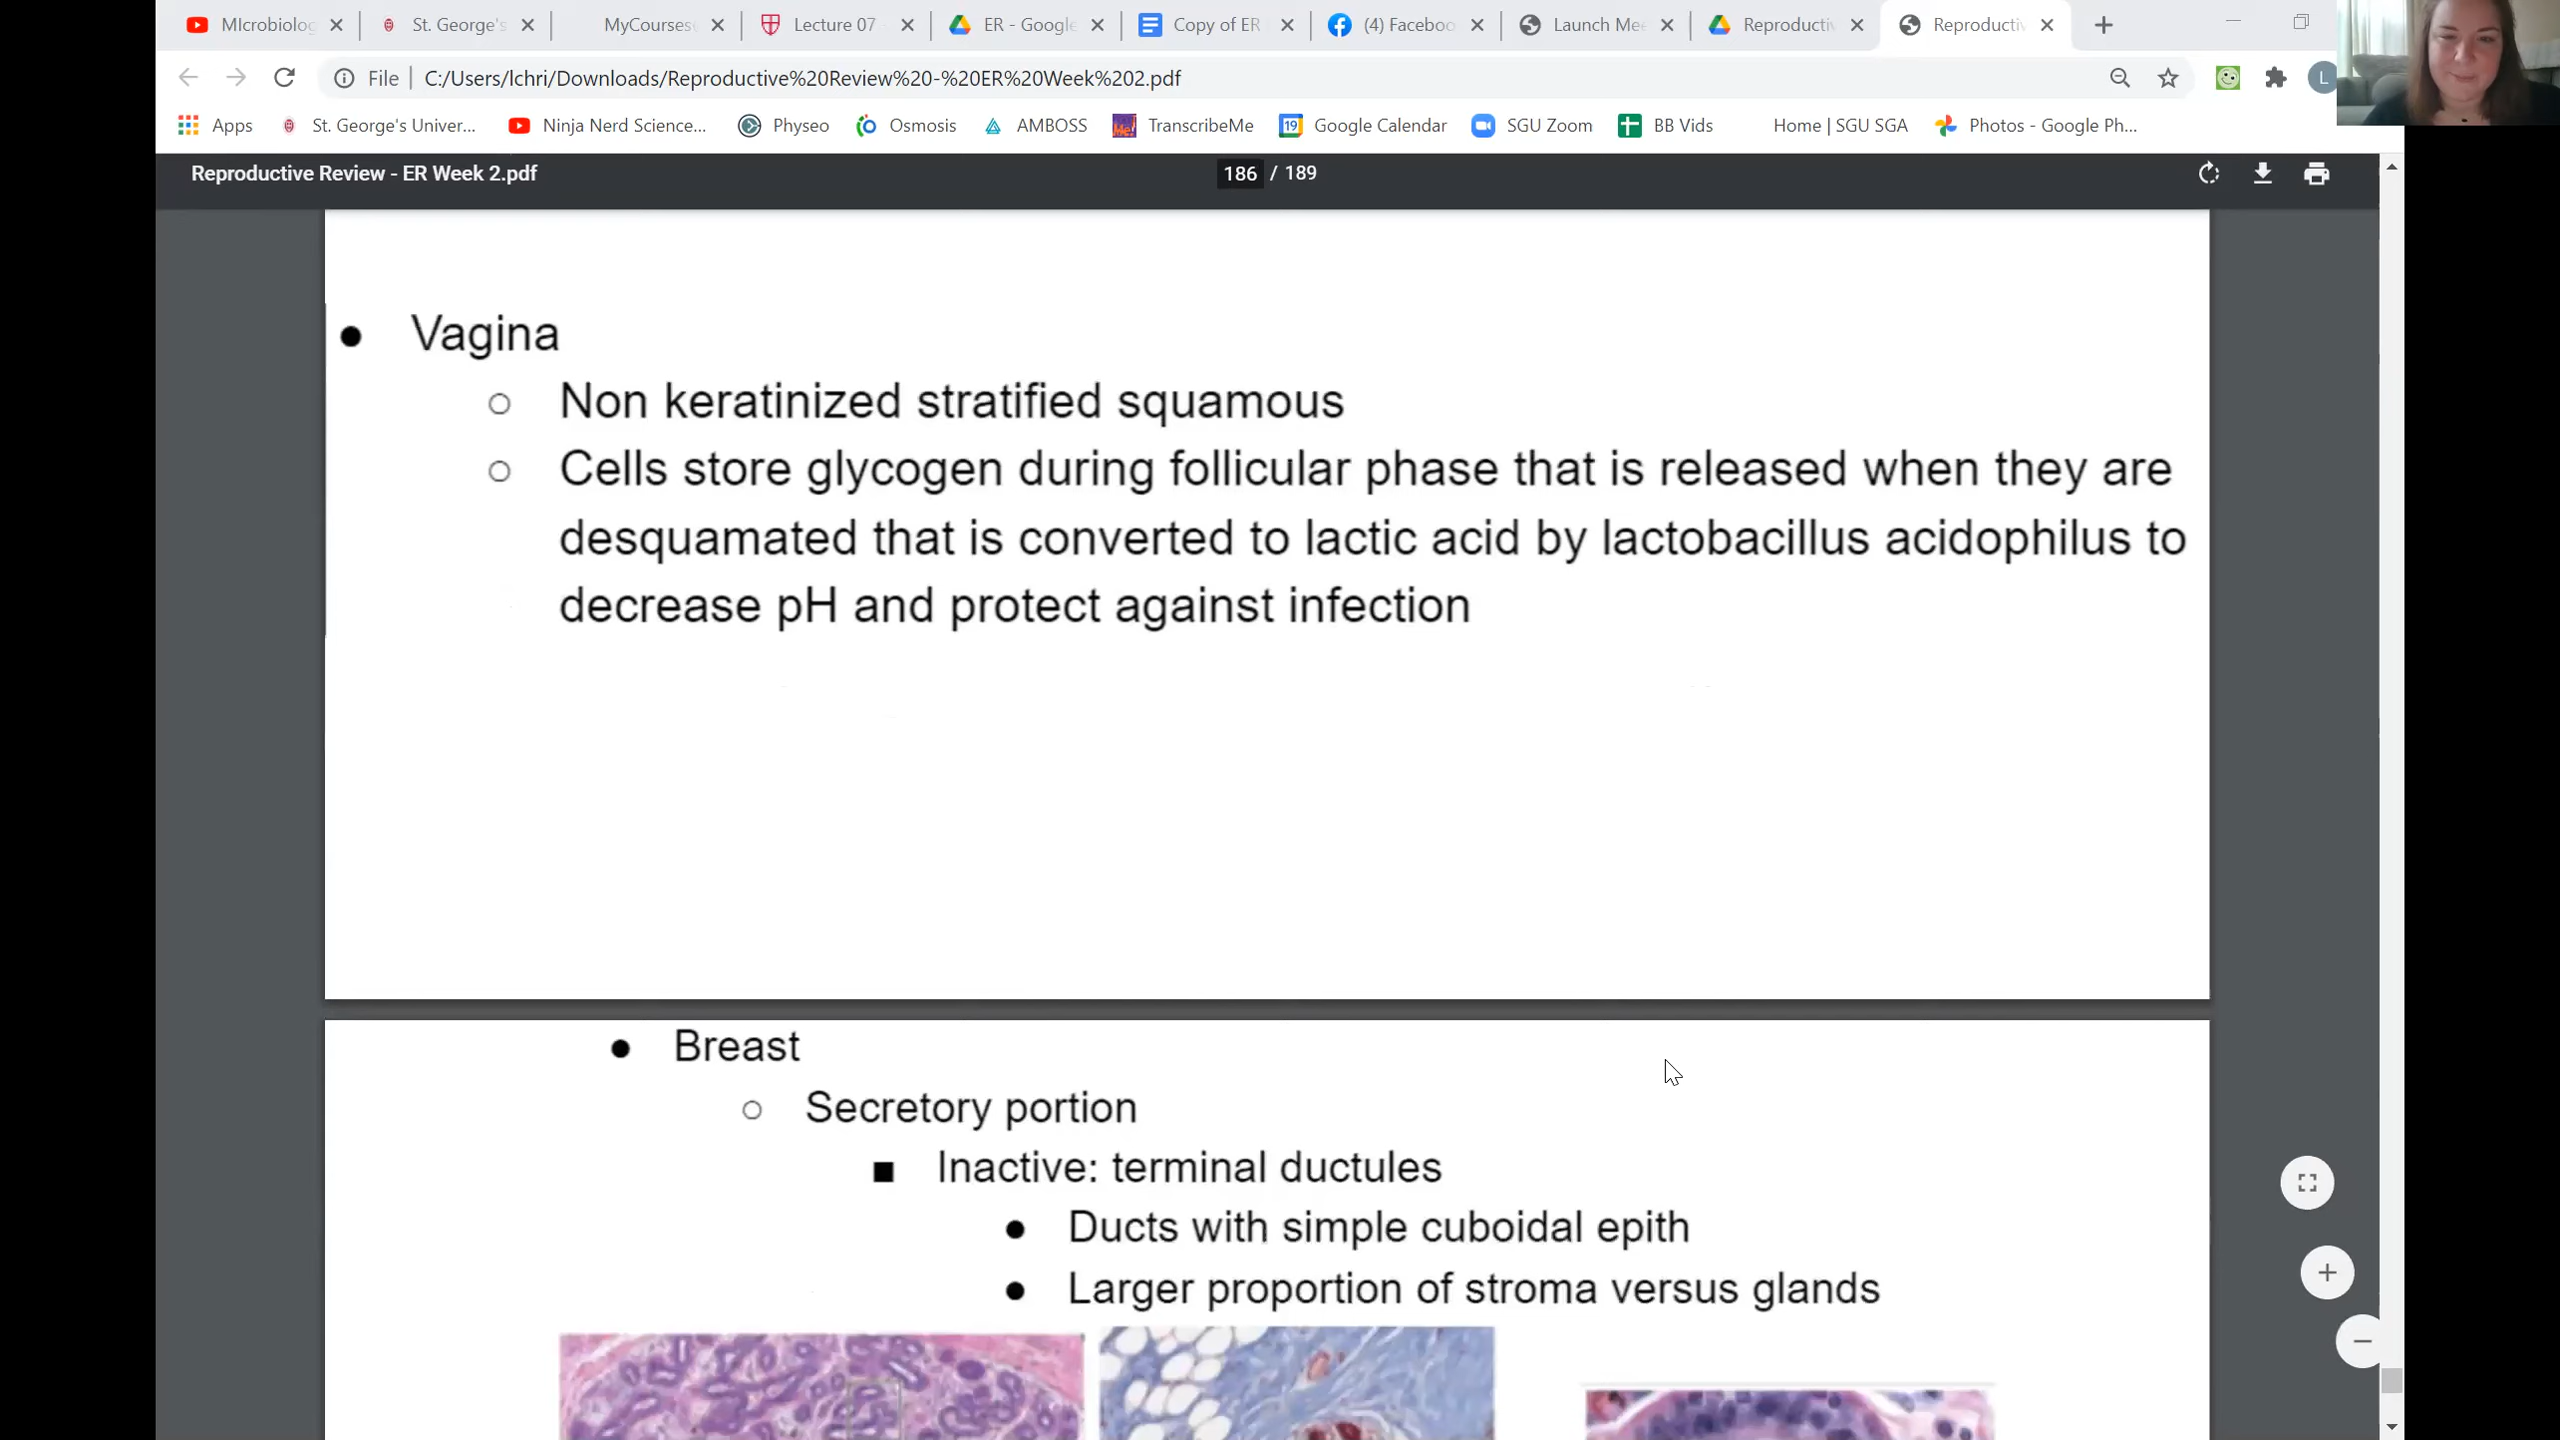 MIcrobiolog St. George's MyCourses Lecture 07 ER - Google Copy of ER (4) Faceboo Launch Mee Reproductiv Reproductiv
File C:/Users/lchri/Downloads/Reproductive%20Review%20-%20ER%20Week%202.pdf L
Apps St. George's Univer... Ninja Nerd Science... Physeo Osmosis AMBOSS TranscribeMe Google Calendar SGU Zoom BB Vids Home | SGU SGA Photos - Google Ph...
Reproductive Review - ER Week 2.pdf 186 / 189
Vagina
Non keratinized stratified squamous
Cells store glycogen during follicular phase that is released when they are
desquamated that is converted to lactic acid by lactobacillus acidophilus to
decrease pH and protect against infection
Breast
Secretory portion
Inactive: terminal ductules
Ducts with simple cuboidal epith
Larger proportion of stroma versus glands